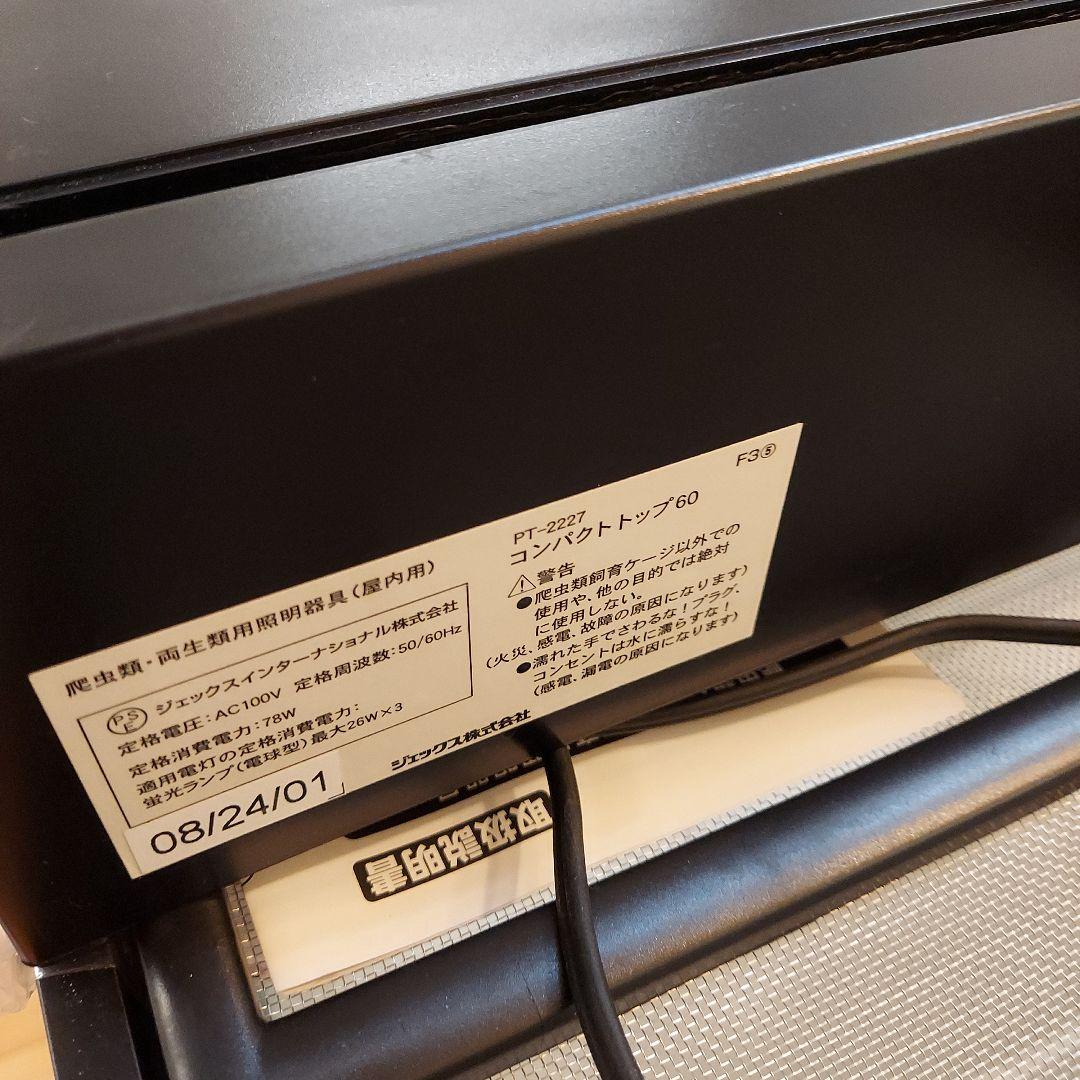 爬虫類・両生類用照明器具(屋内用)
PSE ジェックスインターナショナル株式会社
定格電圧:AC100V 定格周波数:50/60Hz
定格消費電力:78W
適用電灯の定格消費電力:
蛍光ランプ(電球型)最大26W×3
08/24/01
F3⑤
PT-2227
コンパクトトップ60
警告
●爬虫類飼育ケージ以外での
使用や、他の目的では絶対
に使用しない。
(火災、感電、故障の原因になります)
●濡れた手でさわるな!プラグ、
コンセントは水に濡らすな!
(感電、漏電の原因になります)
ジェックス株式会社
取扱説明書